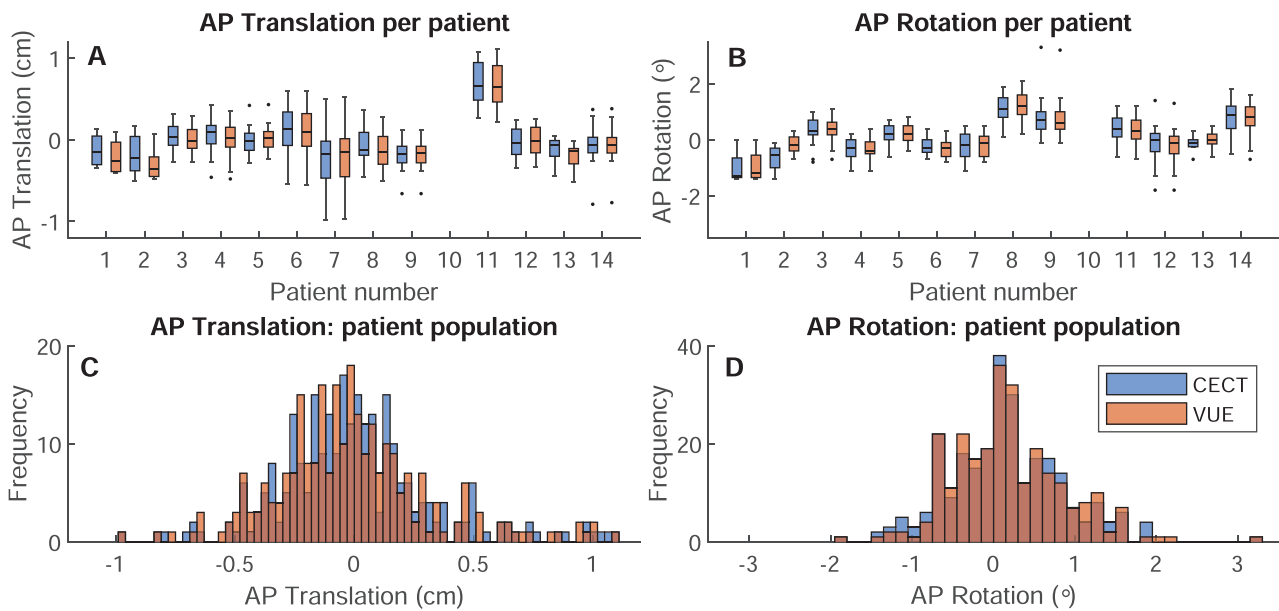 AP Translation per patient
A
AP Translation (cm)
1
0
-1
1 2 3 4 5 6 7 8 9 10 11 12 13 14
Patient number
AP Rotation per patient
B
AP Rotation (°)
2
0
-2
1 2 3 4 5 6 7 8 9 10 11 12 13 14
Patient number
AP Translation: patient population
C
Frequency
20
10
0
-1 -0.5 0 0.5 1
AP Translation (cm)
AP Rotation: patient population
D
CECT
VUE
Frequency
40
20
0
-3 -2 -1 0 1 2 3
AP Rotation (°)